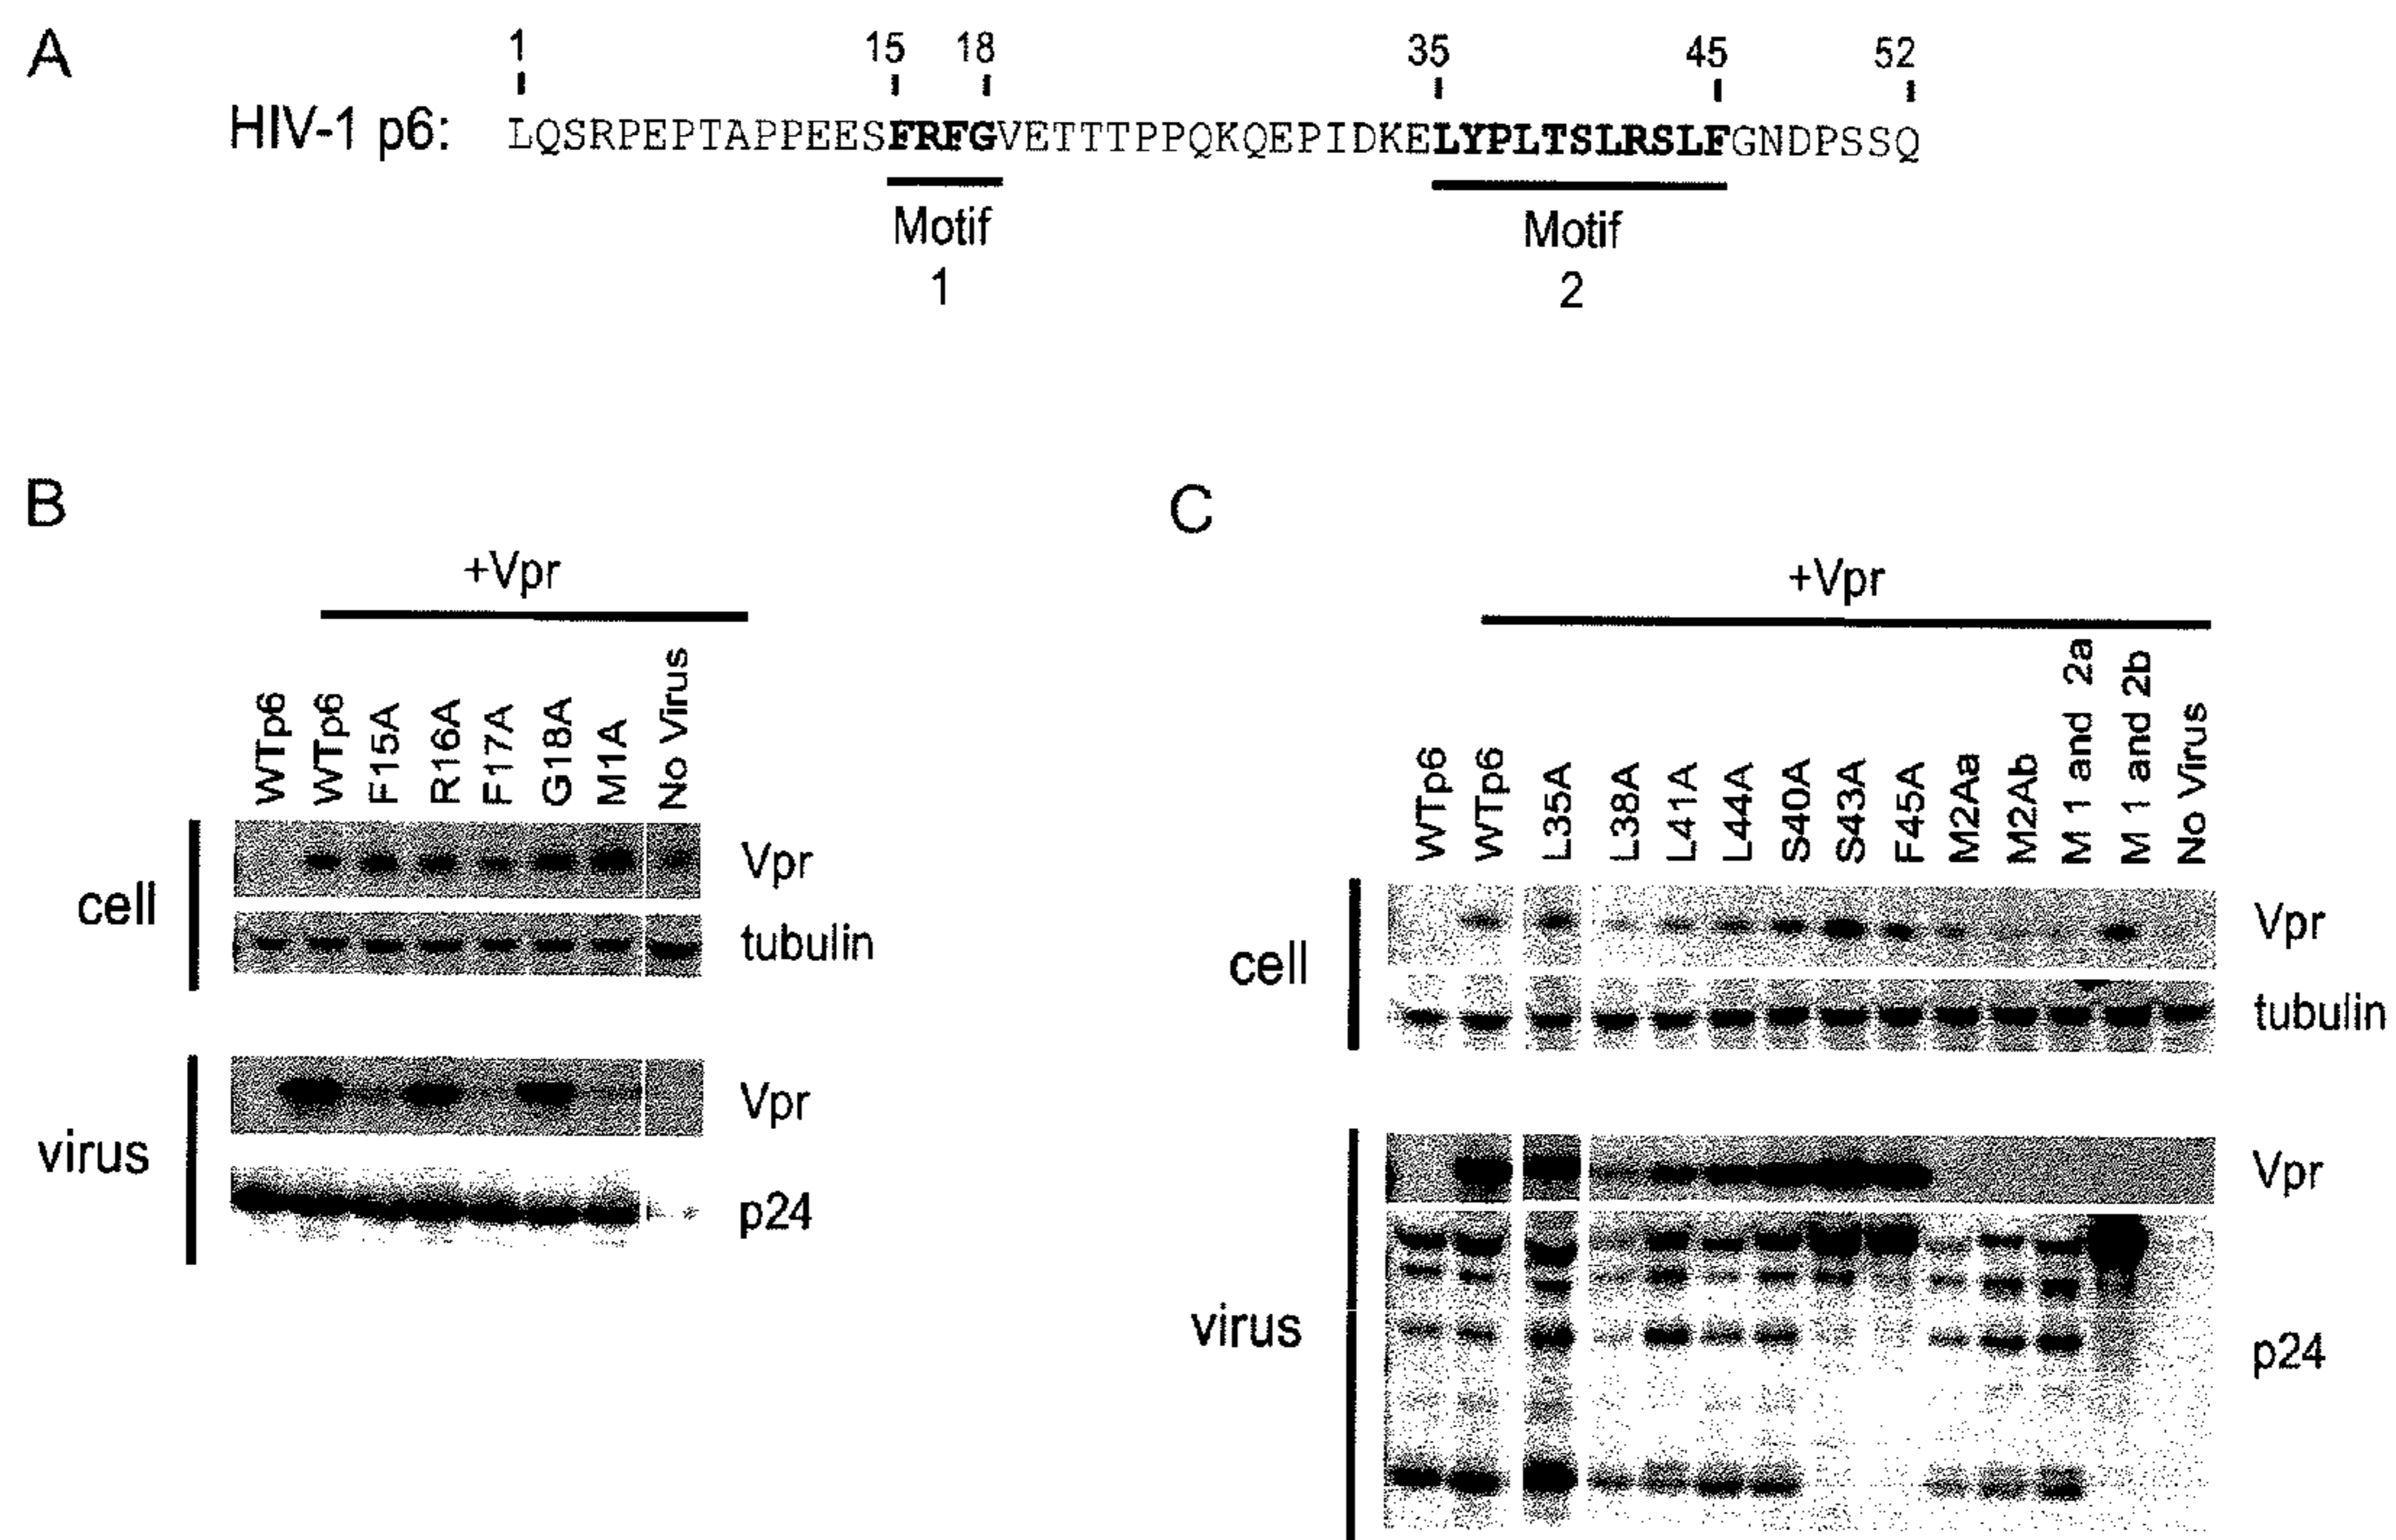 A
1 15 18 35 45 52
HIV-1 p6: LQSRPEPTAPPEESFRFGVETTTPPQKQEPIDKELYPLTSLRSLFGNDPSSQ
Motif Motif
1 2
B
+Vpr
WTp6 WTp6 F15A R16A F17A G18A M1A No Virus
cell
Vpr
tubulin
virus
Vpr
p24
C
+Vpr
WTp6 WTp6 L35A L38A L41A L44A S40A S43A F45A M2Aa M2Ab M 1 and 2a M 1 and 2b No Virus
cell
Vpr
tubulin
virus
Vpr
p24